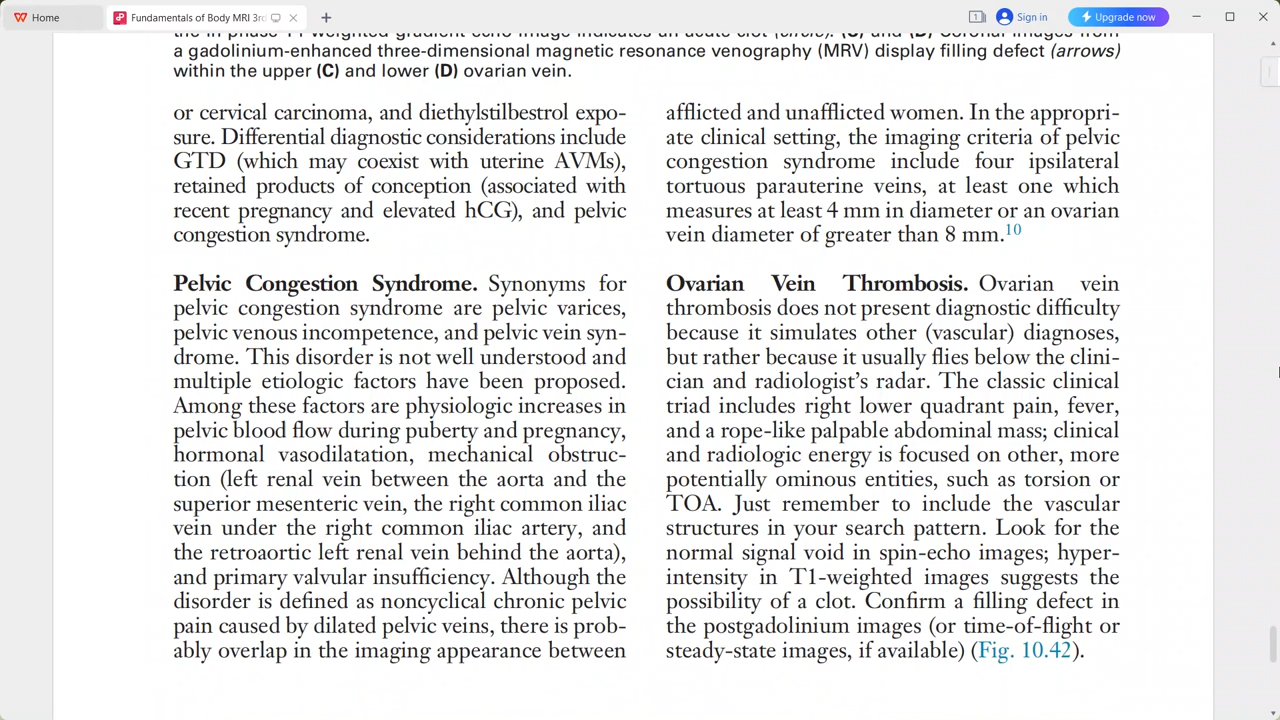 Home
Fundamentals of Body MRI 3rd
Sign in
Upgrade now
a gadolinium-enhanced three-dimensional magnetic resonance venography (MRV) display filling defect (arrows)
within the upper (C) and lower (D) ovarian vein.
or cervical carcinoma, and diethylstilbestrol expo-
sure. Differential diagnostic considerations include
GTD (which may coexist with uterine AVMs),
retained products of conception (associated with
recent pregnancy and elevated hCG), and pelvic
congestion syndrome.
Pelvic Congestion Syndrome. Synonyms for
pelvic congestion syndrome are pelvic varices,
pelvic venous incompetence, and pelvic vein syn-
drome. This disorder is not well understood and
multiple etiologic factors have been proposed.
Among these factors are physiologic increases in
pelvic blood flow during puberty and pregnancy,
hormonal vasodilatation, mechanical obstruc-
tion (left renal vein between the aorta and the
superior mesenteric vein, the right common iliac
vein under the right common iliac artery, and
the retroaortic left renal vein behind the aorta),
and primary valvular insufficiency. Although the
disorder is defined as noncyclical chronic pelvic
pain caused by dilated pelvic veins, there is prob-
ably overlap in the imaging appearance between
afflicted and unafflicted women. In the appropri-
ate clinical setting, the imaging criteria of pelvic
congestion syndrome include four ipsilateral
tortuous parauterine veins, at least one which
measures at least 4 mm in diameter or an ovarian
vein diameter of greater than 8 mm.10
Ovarian Vein Thrombosis. Ovarian vein
thrombosis does not present diagnostic difficulty
because it simulates other (vascular) diagnoses,
but rather because it usually flies below the clini-
cian and radiologist's radar. The classic clinical
triad includes right lower quadrant pain, fever,
and a rope-like palpable abdominal mass; clinical
and radiologic energy is focused on other, more
potentially ominous entities, such as torsion or
TOA. Just remember to include the vascular
structures in your search pattern. Look for the
normal signal void in spin-echo images; hyper-
intensity in T1-weighted images suggests the
possibility of a clot. Confirm a filling defect in
the postgadolinium images (or time-of-flight or
steady-state images, if available) (Fig. 10.42).